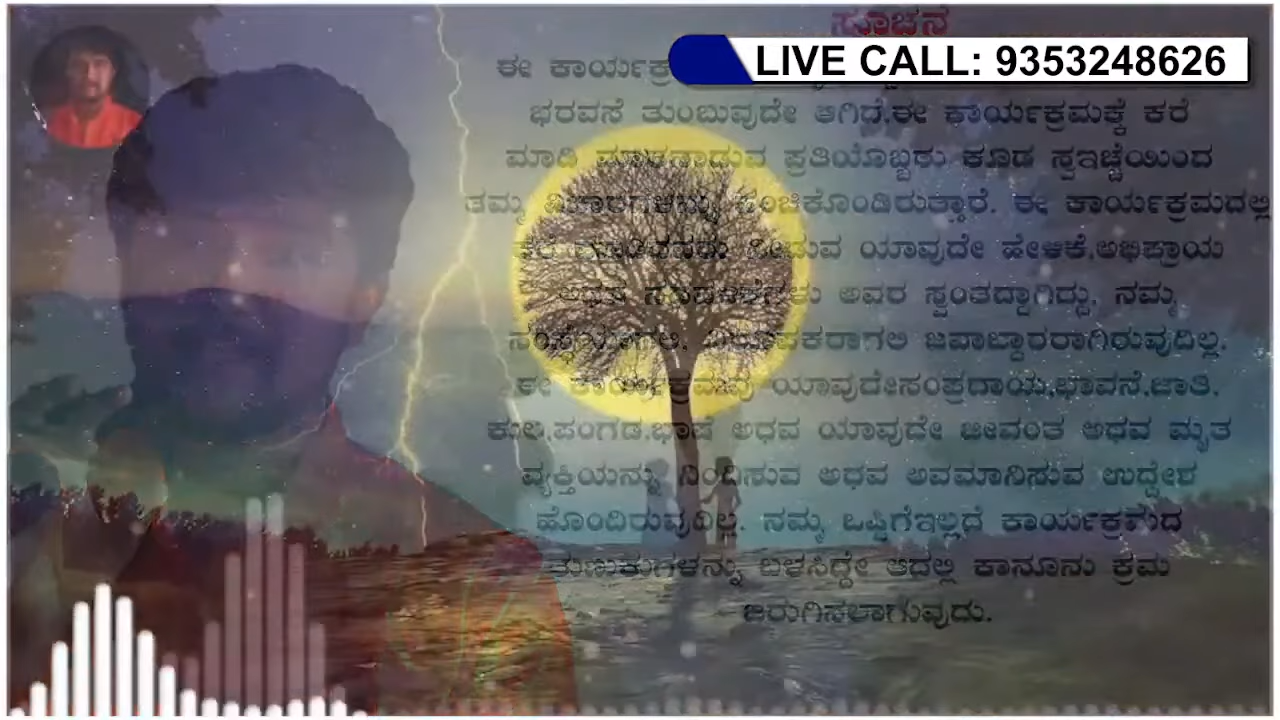 ಸೂಚನೆ
LIVE CALL: 9353248626
ಈ
ಭರವಸೆ ತುಂಬುವುದೇ ಆಗಿದೆ.ಈ ಕಾರ್ಯಕ್ರಮಕ್ಕೆ ಕರೆ
ಮಾಡಿ ಮಾತನಾಡುವ ಪ್ರತಿಯೊಬ್ಬರು ಕೂಡ ಸ್ವಇಚ್ಚೆಯಿಂದ
ತಮ್ಮ ಹಂಚಿಕೊಂಡಿರುತ್ತಾರೆ. ಈ ಕಾರ್ಯಕ್ರಮದಲ್ಲಿ
ನೀಡುವ ಯಾವುದೇ ಹೇಳಿಕೆ.ಅಭಿಪ್ರಾಯ
ಅವರ ಸ್ವಂತದ್ದಾಗಿದ್ದು, ನಮ್ಮ
ಜವಾಬ್ದಾರರಾಗಿರುವುದಿಲ್ಲ.
ಈ ಕಾರ್ಯಕ್ರಮವು ಯಾವುದೇಸಂಪ್ರದಾಯ.ಭಾವನೆ.ಜಾತಿ.
ಕುಲ.ಪಂಗಡ.ಭಾಷೆ ಅಥವ ಯಾವುದೇ ಜೀವಂತ ಅಥವ ಮೃತ
ವ್ಯಕ್ತಿಯನ್ನು ನಿಂದಿಸುವ ಅಥವ ಅವಮಾನಿಸುವ ಉದ್ದೇಶ
ಹೊಂದಿರುವುದಿಲ್ಲ. ನಮ್ಮ ಒಪ್ಪಿಗೆಇಲ್ಲದೆ ಕಾರ್ಯಕ್ರಮದ
ತುಣುಕುಗಳನ್ನು ಬಳಸಿದ್ದೇ ಆದಲ್ಲಿ ಕಾನೂನು ಕ್ರಮ
ಜರುಗಿಸಲಾಗುವುದು.